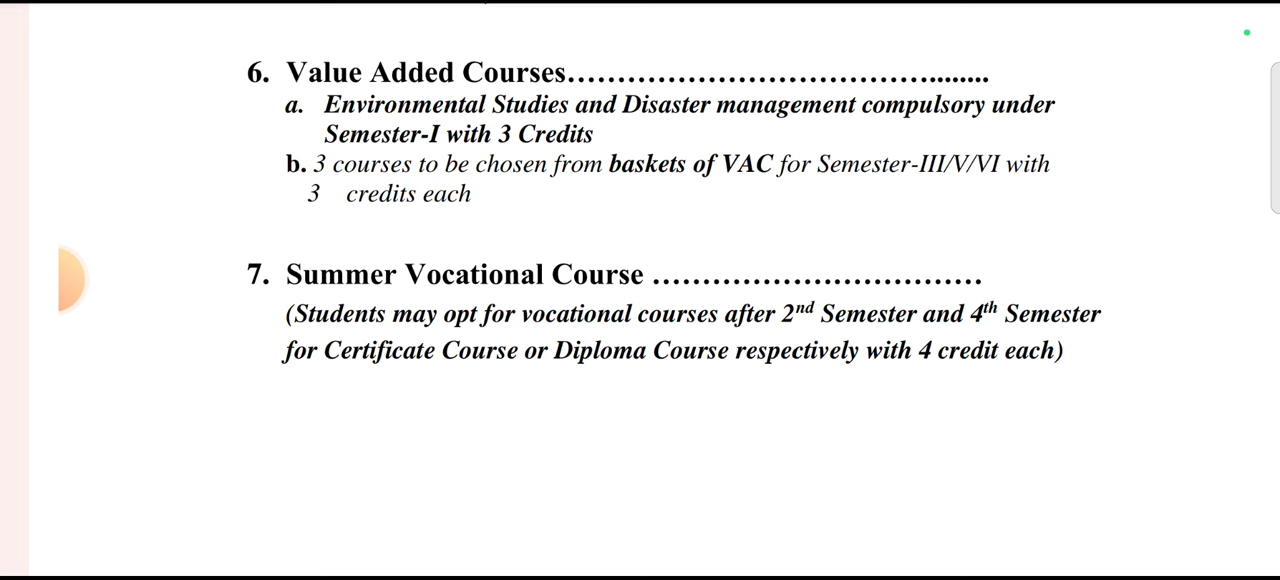 6. Value Added Courses…………………………………………
a. Environmental Studies and Disaster management compulsory under
Semester-I with 3 Credits
b. 3 courses to be chosen from baskets of VAC for Semester-III/V/VI with
3 credits each
7. Summer Vocational Course ……………………………
(Students may opt for vocational courses after 2nd Semester and 4th Semester
for Certificate Course or Diploma Course respectively with 4 credit each)